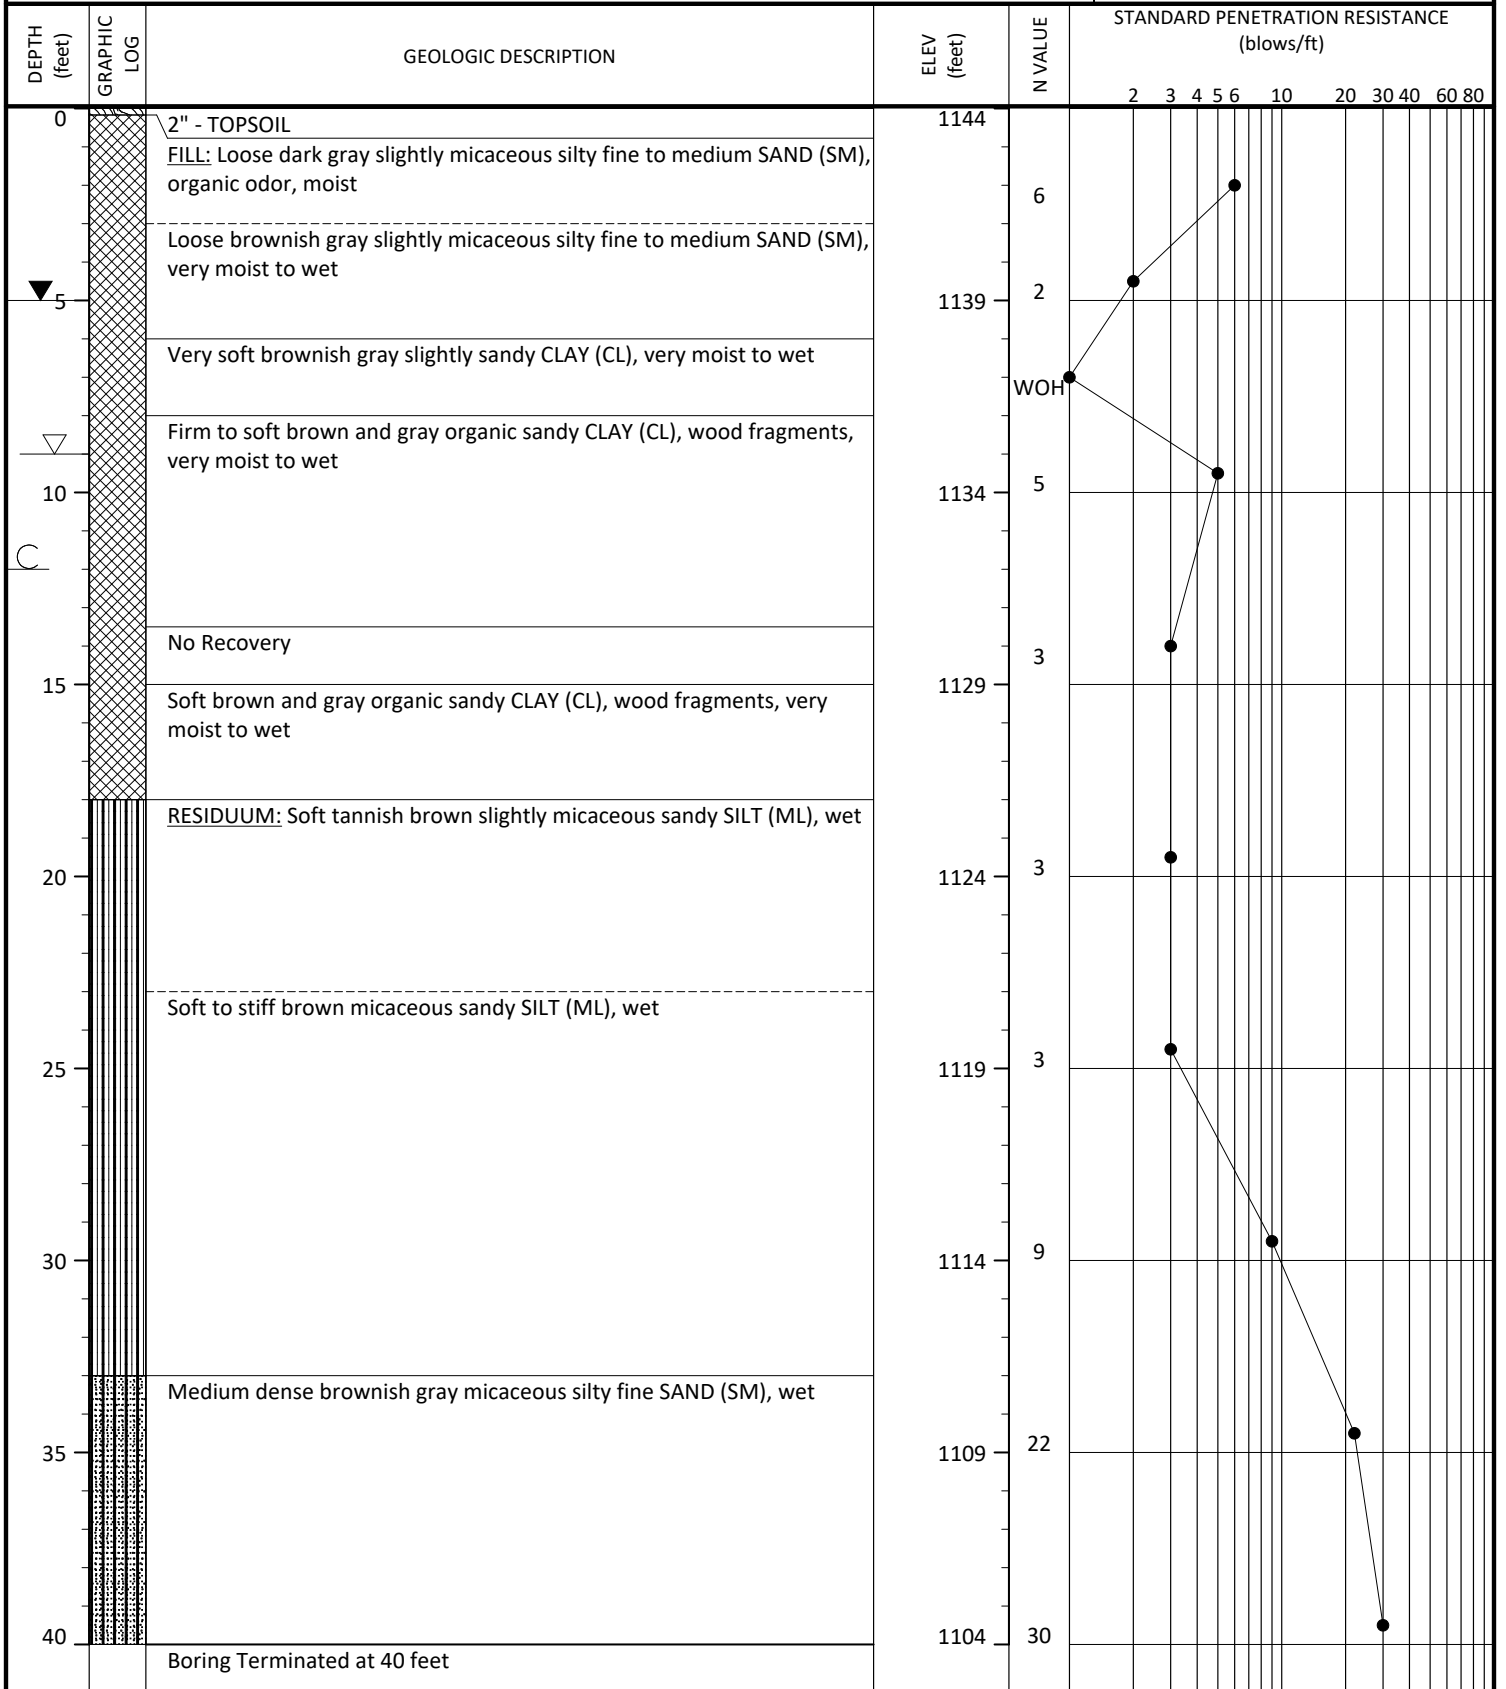 DEPTH
(feet)
GRAPHIC
LOG
GEOLOGIC DESCRIPTION
ELEV
(feet)
N VALUE
STANDARD PENETRATION RESISTANCE
(blows/ft)
2 3 4 5 6 10 20 30 40 60 80
0
2" - TOPSOIL
1144
FILL: Loose dark gray slightly micaceous silty fine to medium SAND (SM),
organic odor, moist
6
Loose brownish gray slightly micaceous silty fine to medium SAND (SM),
very moist to wet
2
5
1139
Very soft brownish gray slightly sandy CLAY (CL), very moist to wet
WOH
Firm to soft brown and gray organic sandy CLAY (CL), wood fragments,
very moist to wet
5
10
1134
C
No Recovery
3
15
1129
Soft brown and gray organic sandy CLAY (CL), wood fragments, very
moist to wet
RESIDUUM: Soft tannish brown slightly micaceous sandy SILT (ML), wet
3
20
1124
Soft to stiff brown micaceous sandy SILT (ML), wet
3
25
1119
9
30
1114
Medium dense brownish gray micaceous silty fine SAND (SM), wet
22
35
1109
40
1104
30
Boring Terminated at 40 feet